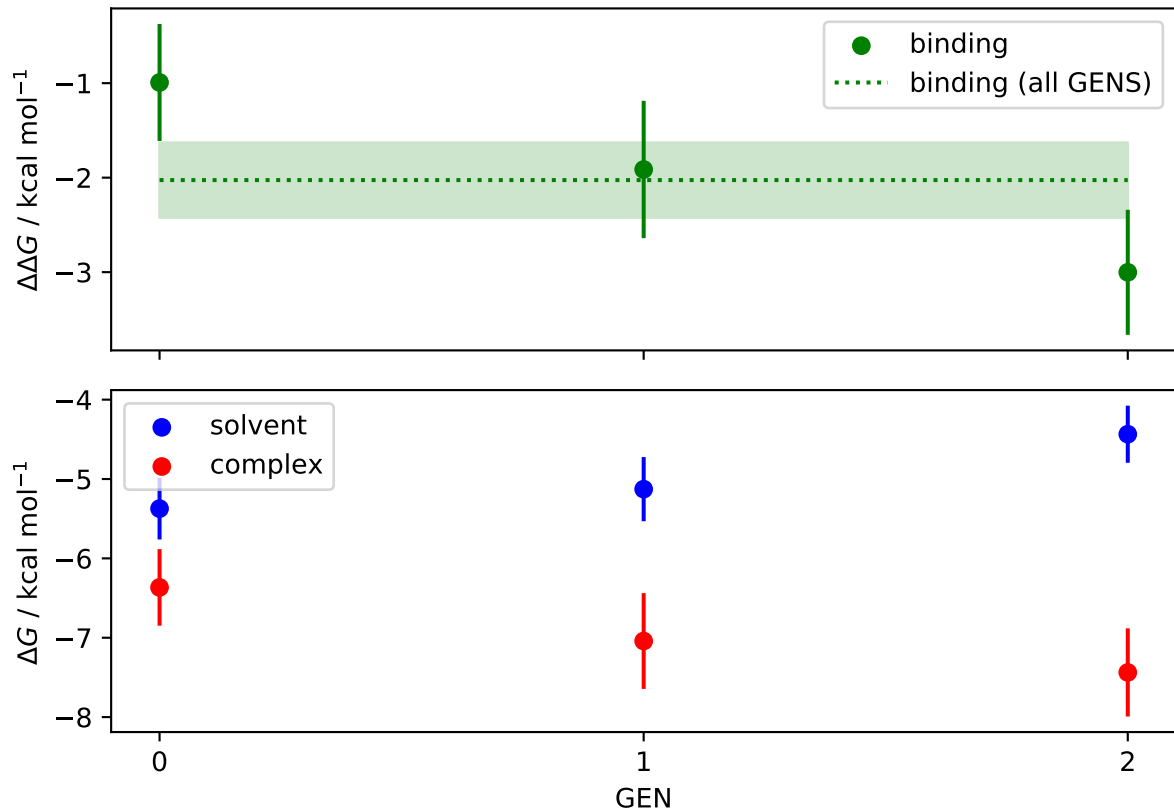 binding
binding (all GENS)
ΔΔG / kcal mol⁻¹
−1
−2
−3
solvent
complex
ΔG / kcal mol⁻¹
−4
−5
−6
−7
−8
0 1 2
GEN